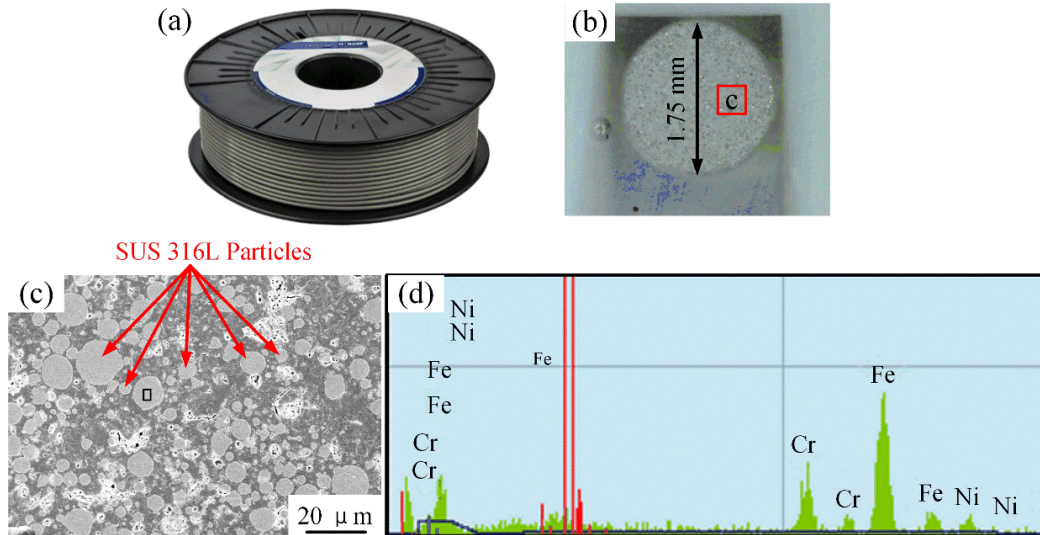 (a)
(b)
1.75 mm
c
SUS 316L Particles
(c)
20 μm
(d)
Ni
Ni
Fe
Fe
Fe
Cr
Cr
Cr
Cr
Fe
Fe
Ni
Ni